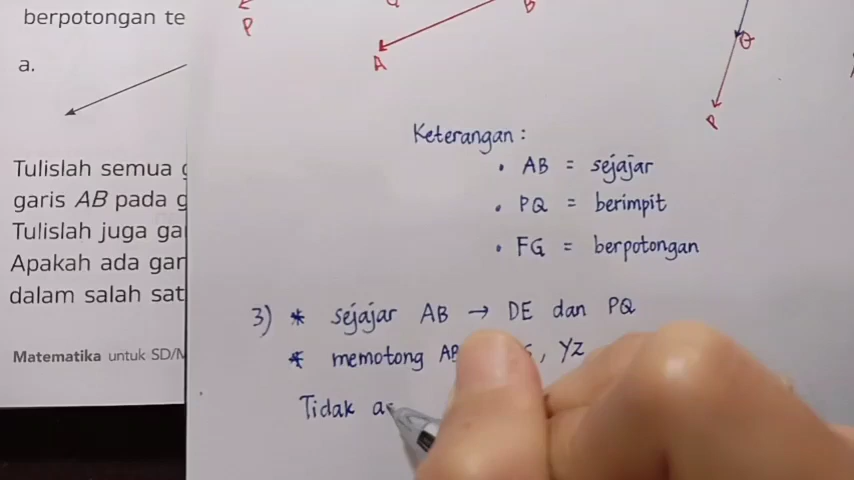 berpotongan te
a.
Tulislah semua g
garis AB pada g
Tulislah juga gar
Apakah ada gar
dalam salah sat
Matematika untuk SD/M
P
A
B
Q
P
Keterangan :
• AB = sejajar
• PQ = berimpit
• FG = berpotongan
3) * sejajar AB → DE dan PQ
* memotong AB , YZ
Tidak